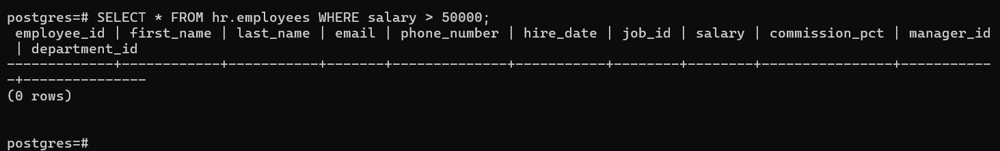 postgres=# SELECT * FROM hr.employees WHERE salary > 50000;
 employee_id | first_name | last_name | email | phone_number | hire_date | job_id | salary | commission_pct | manager_id
 | department_id
-------------+------------+-----------+-------+--------------+-----------+--------+--------+----------------+-----------
-+---------------
(0 rows)
postgres=#